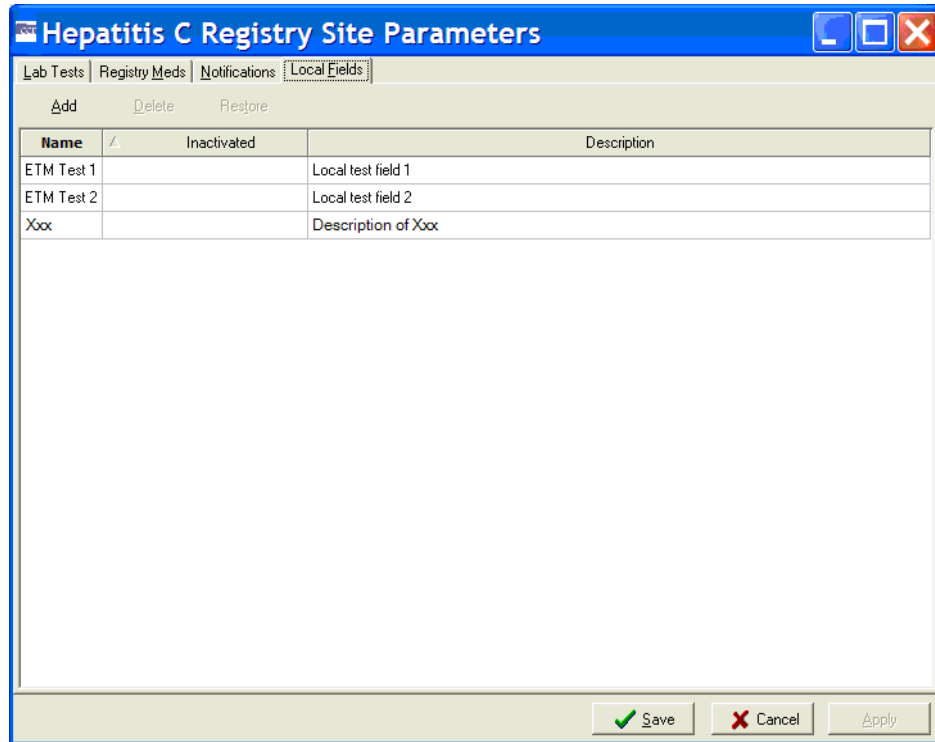 Hepatitis C Registry Site Parameters
Lab Tests Registry Meds Notifications Local Fields
Add Delete Restore
Name Inactivated Description
ETM Test 1 Local test field 1
ETM Test 2 Local test field 2
Xxx Description of Xxx
Save Cancel Apply